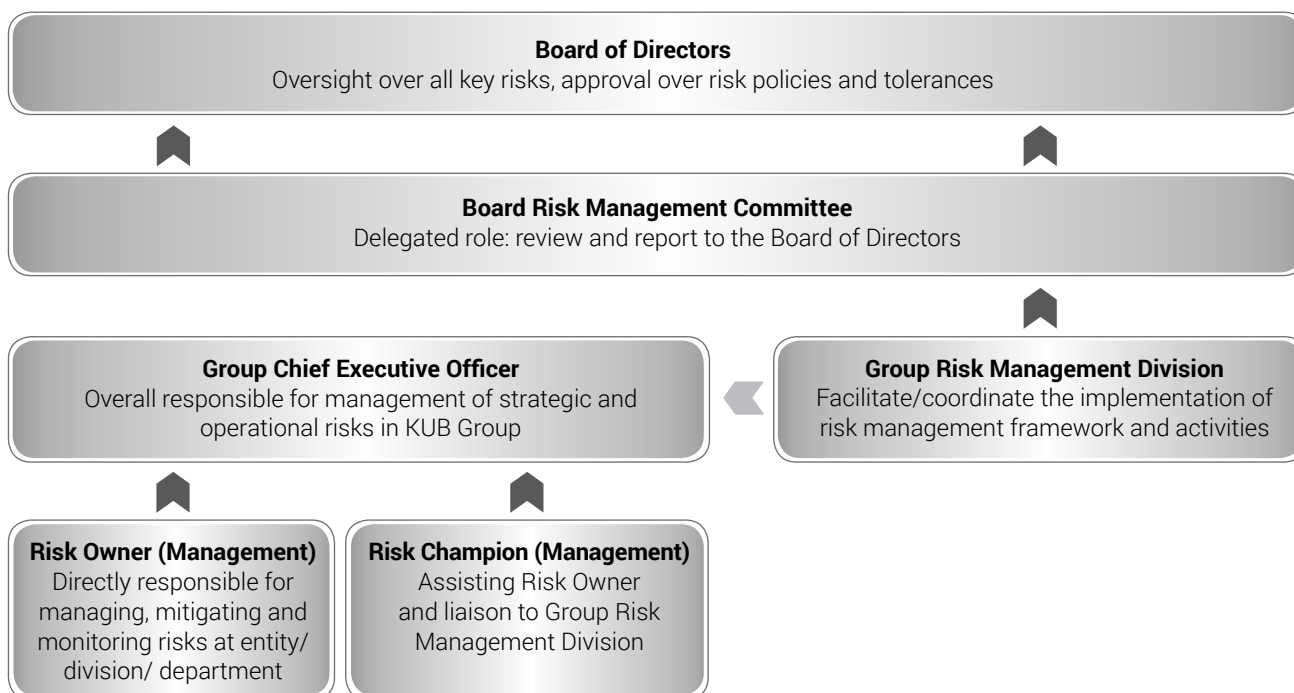 Board of Directors
Oversight over all key risks, approval over risk policies and tolerances
Board Risk Management Committee
Delegated role: review and report to the Board of Directors
Group Chief Executive Officer
Overall responsible for management of strategic and
operational risks in KUB Group
Group Risk Management Division
Facilitate/coordinate the implementation of
risk management framework and activities
Risk Owner (Management)
Directly responsible for
managing, mitigating and
monitoring risks at entity/
division/ department
Risk Champion (Management)
Assisting Risk Owner
and liaison to Group Risk
Management Division